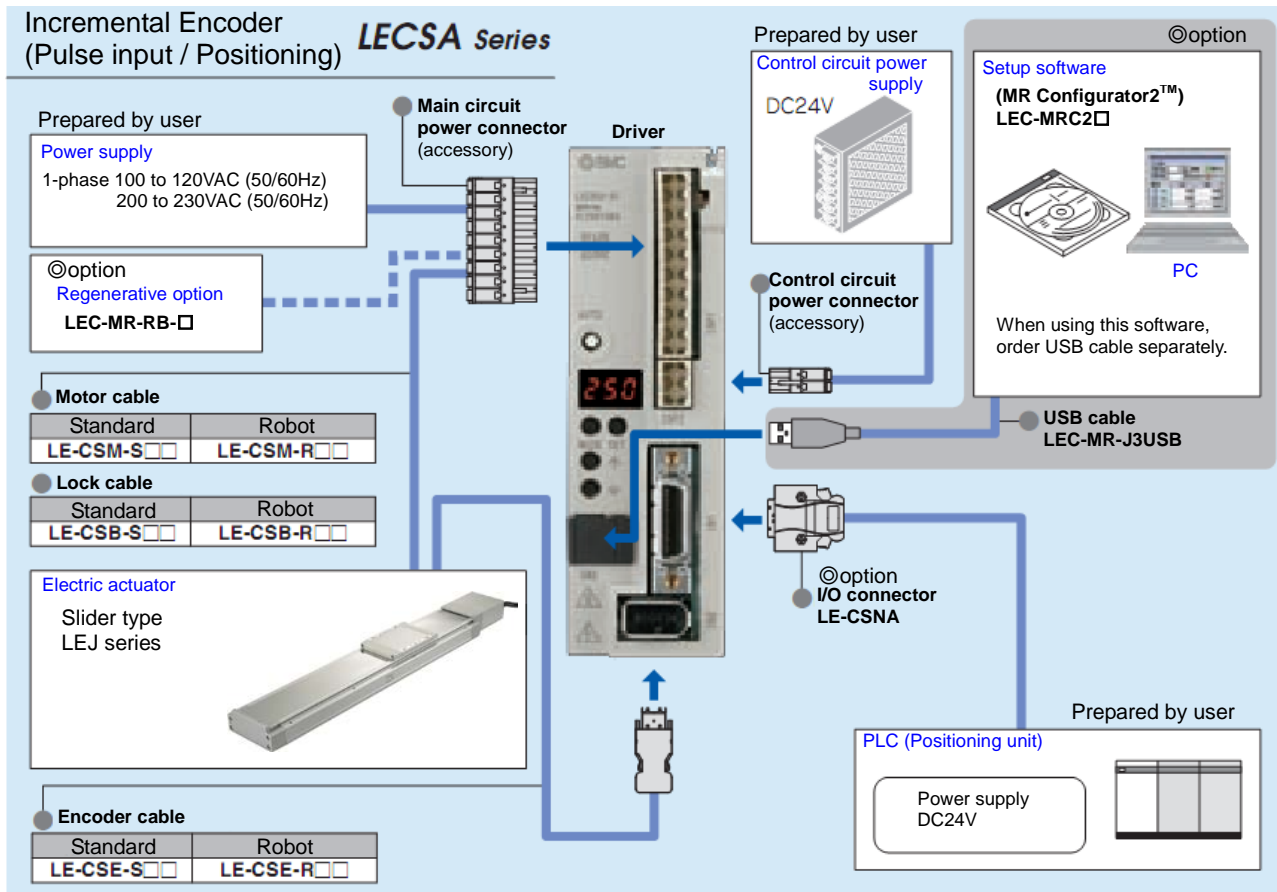 Incremental Encoder
(Pulse input / Positioning)
LECSA Series
Prepared by user
Power supply
1-phase 100 to 120VAC (50/60Hz)
200 to 230VAC (50/60Hz)
◎option
Regenerative option
LEC-MR-RB-□
Main circuit
power connector
(accessory)
Driver
SMC
250
Motor cable
Standard Robot
LE-CSM-S□□ LE-CSM-R□□
Lock cable
Standard Robot
LE-CSB-S□□ LE-CSB-R□□
Electric actuator
Slider type
LEJ series
Encoder cable
Standard Robot
LE-CSE-S□□ LE-CSE-R□□
Prepared by user
Control circuit power
supply
DC24V
Control circuit
power connector
(accessory)
◎option
Setup software
(MR Configurator2™)
LEC-MRC2□
PC
When using this software,
order USB cable separately.
USB cable
LEC-MR-J3USB
◎option
I/O connector
LE-CSNA
Prepared by user
PLC (Positioning unit)
Power supply
DC24V